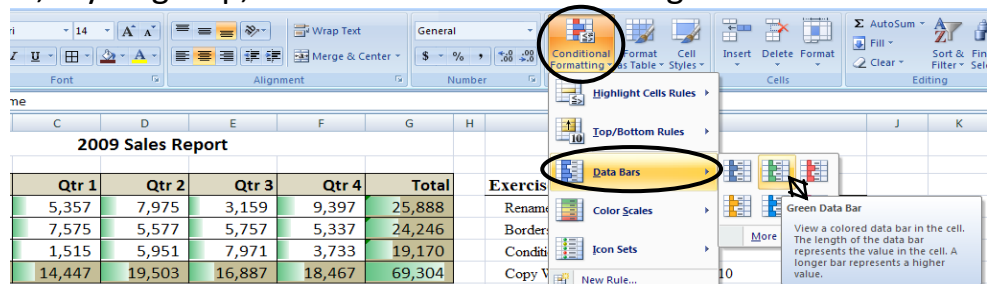 14 A A Wrap Text General Σ AutoSum
U A Merge & Center $ % , .0 .00 .00 .0 Conditional Formatting Format as Table Cell Styles Insert Delete Format Fill Clear Sort & Filter
Font Alignment Number Cells Editing
Highlight Cells Rules
C D E F G H J K
Top/Bottom Rules
2009 Sales Report
Data Bars
Qtr 1 Qtr 2 Qtr 3 Qtr 4 Total
5,357 7,975 3,159 9,397 25,888
7,575 5,577 5,757 5,337 24,246
1,515 5,951 7,971 3,733 19,170
14,447 19,503 16,887 18,467 69,304
Color Scales
Icon Sets
New Rule...
10
More
Green Data Bar
View a colored data bar in the cell.
The length of the data bar
represents the value in the cell. A
longer bar represents a higher
value.